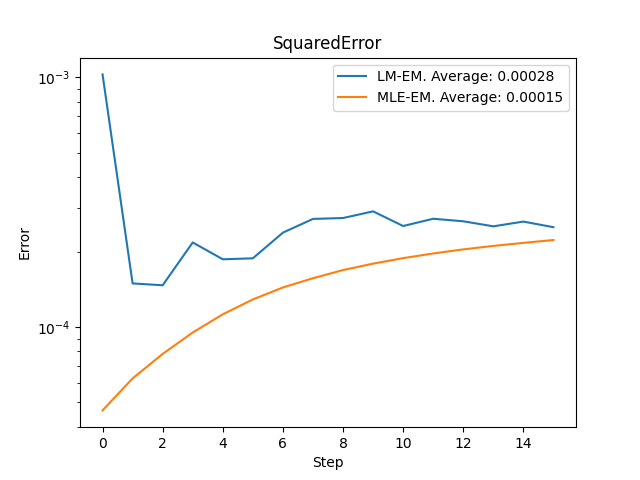 SquaredError
LM-EM. Average: 0.00028
MLE-EM. Average: 0.00015
10⁻³
10⁻⁴
Error
0 2 4 6 8 10 12 14
Step